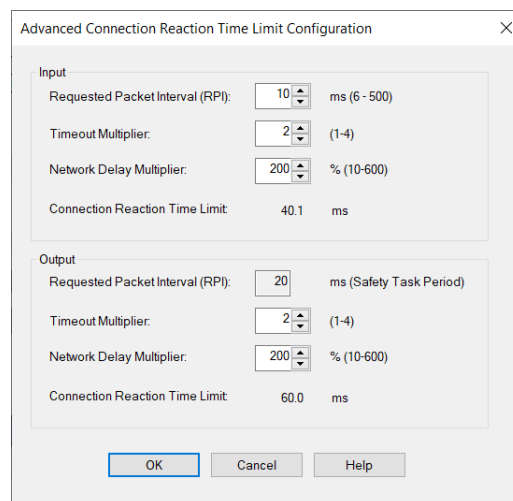 Advanced Connection Reaction Time Limit Configuration
Input
Requested Packet Interval (RPI): 10 ms (6 - 500)
Timeout Multiplier: 2 (1-4)
Network Delay Multiplier: 200 % (10-600)
Connection Reaction Time Limit: 40.1 ms
Output
Requested Packet Interval (RPI): 20 ms (Safety Task Period)
Timeout Multiplier: 2 (1-4)
Network Delay Multiplier: 200 % (10-600)
Connection Reaction Time Limit: 60.0 ms
OK Cancel Help